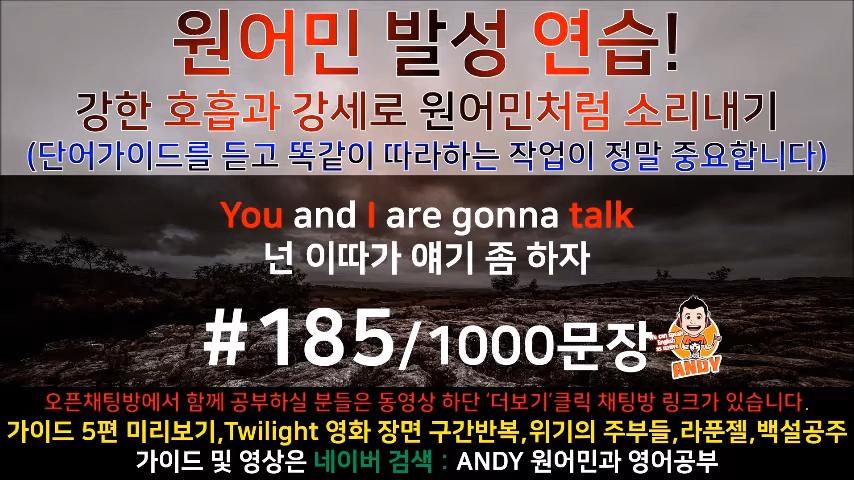 원어민 발성 연습!
강한 호흡과 강세로 원어민처럼 소리내기
(단어가이드를 듣고 똑같이 따라하는 작업이 정말 중요합니다)
You and I are gonna talk
넌 이따가 얘기 좀 하자
#185/1000문장
We can speak
English
as native
ANDY
오픈채팅방에서 함께 공부하실 분들은 동영상 하단 '더보기'클릭 채팅방 링크가 있습니다.
가이드 5편 미리보기,Twilight 영화 장면 구간반복,위기의 주부들,라푼젤,백설공주
가이드 및 영상은 네이버 검색 : ANDY 원어민과 영어공부